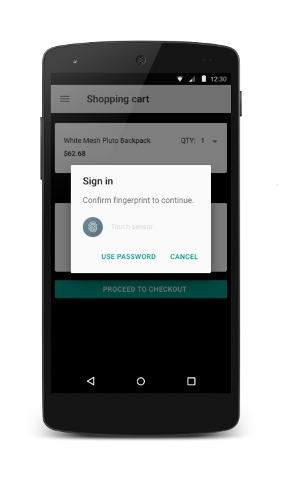 12:30
Shopping cart
White Mesh Pluto Backpack QTY: 1
$62.68
Sign in
Confirm fingerprint to continue.
Touch sensor
USE PASSWORD CANCEL
PROCEED TO CHECKOUT